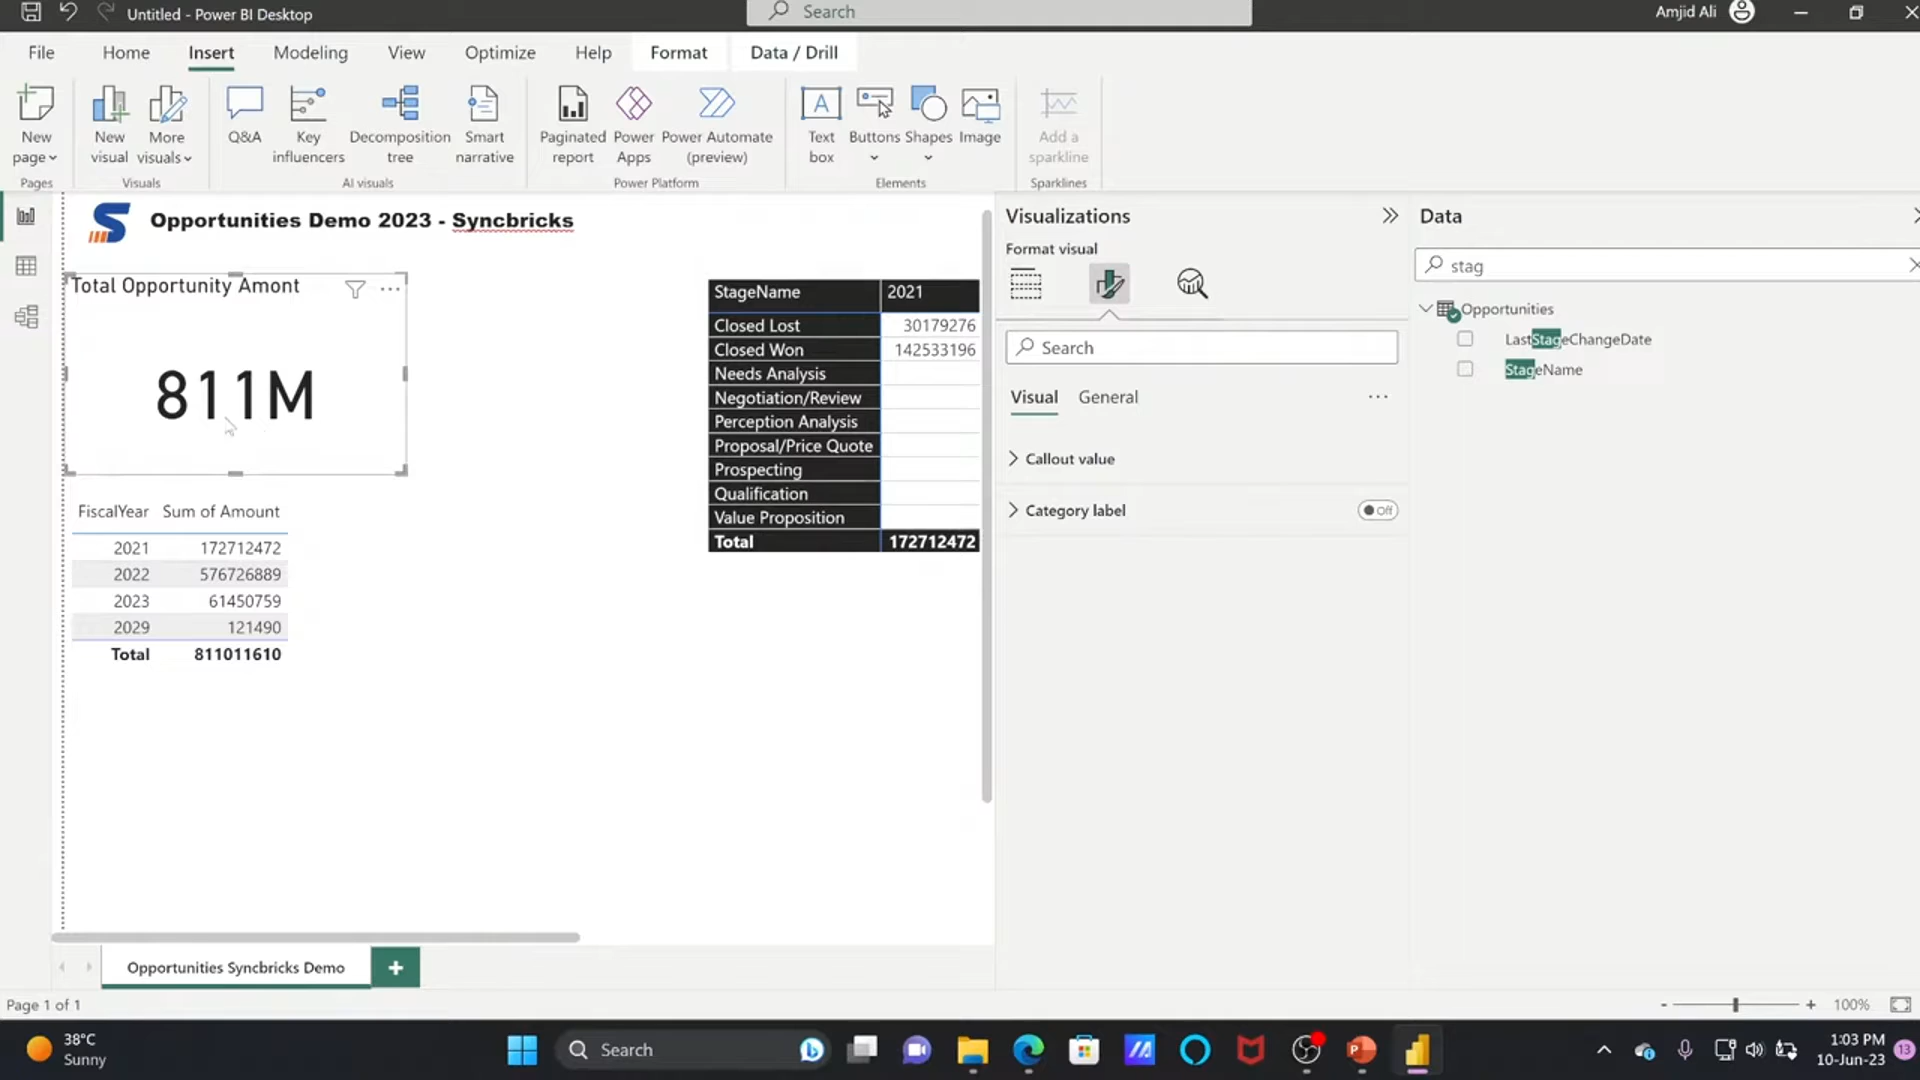 Untitled - Power BI Desktop
Search
Amjid Ali
File Home Insert Modeling View Optimize Help Format Data / Drill
New page
New visual
More visuals
Q&A
Key influencers
Decomposition tree
Smart narrative
Paginated report
Power Apps
Power Automate (preview)
Text box
Buttons
Shapes
Image
Add a sparkline
Pages
Visuals
AI visuals
Power Platform
Elements
Sparklines
Opportunities Demo 2023 - Syncbricks
Total Opportunity Amont
811M
FiscalYear Sum of Amount
2021 172712472
2022 576726889
2023 61450759
2029 121490
Total 811011610
StageName 2021
Closed Lost 30179276
Closed Won 142533196
Needs Analysis
Negotiation/Review
Perception Analysis
Proposal/Price Quote
Prospecting
Qualification
Value Proposition
Total 172712472
Visualizations
Format visual
Search
Visual General
Callout value
Category label Off
Data
stag
Opportunities
LastStageChangeDate
StageName
Opportunities Syncbricks Demo
Page 1 of 1
100%
38°C
Sunny
Search
1:03 PM
10-Jun-23
13